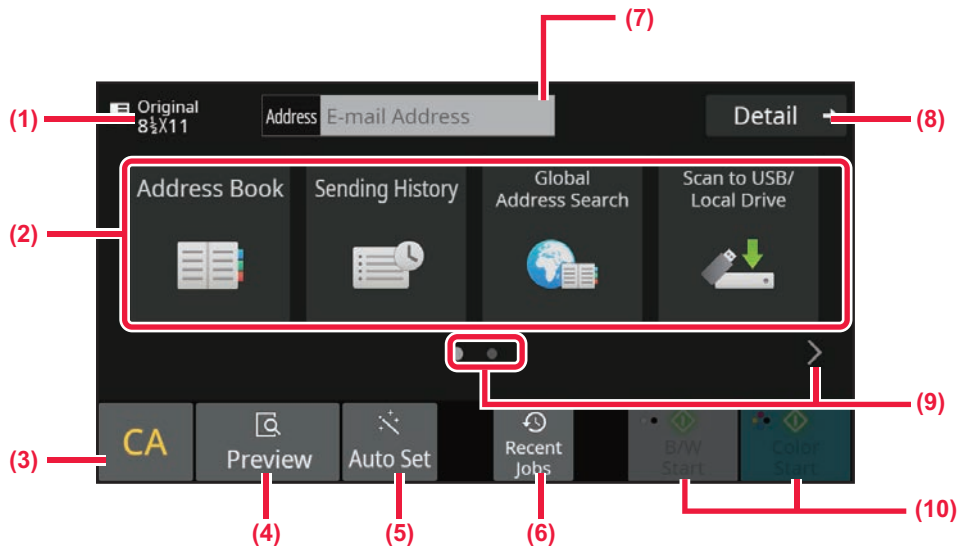 (7)
Original
8½X11
Address E-mail Address
Detail
(1)
(8)
Address Book
Sending History
Global
Address Search
Scan to USB/
Local Drive
(2)
(9)
CA
Preview
Auto Set
Recent
Jobs
B/W
Start
Color
Start
(3)
(4)
(5)
(6)
(10)